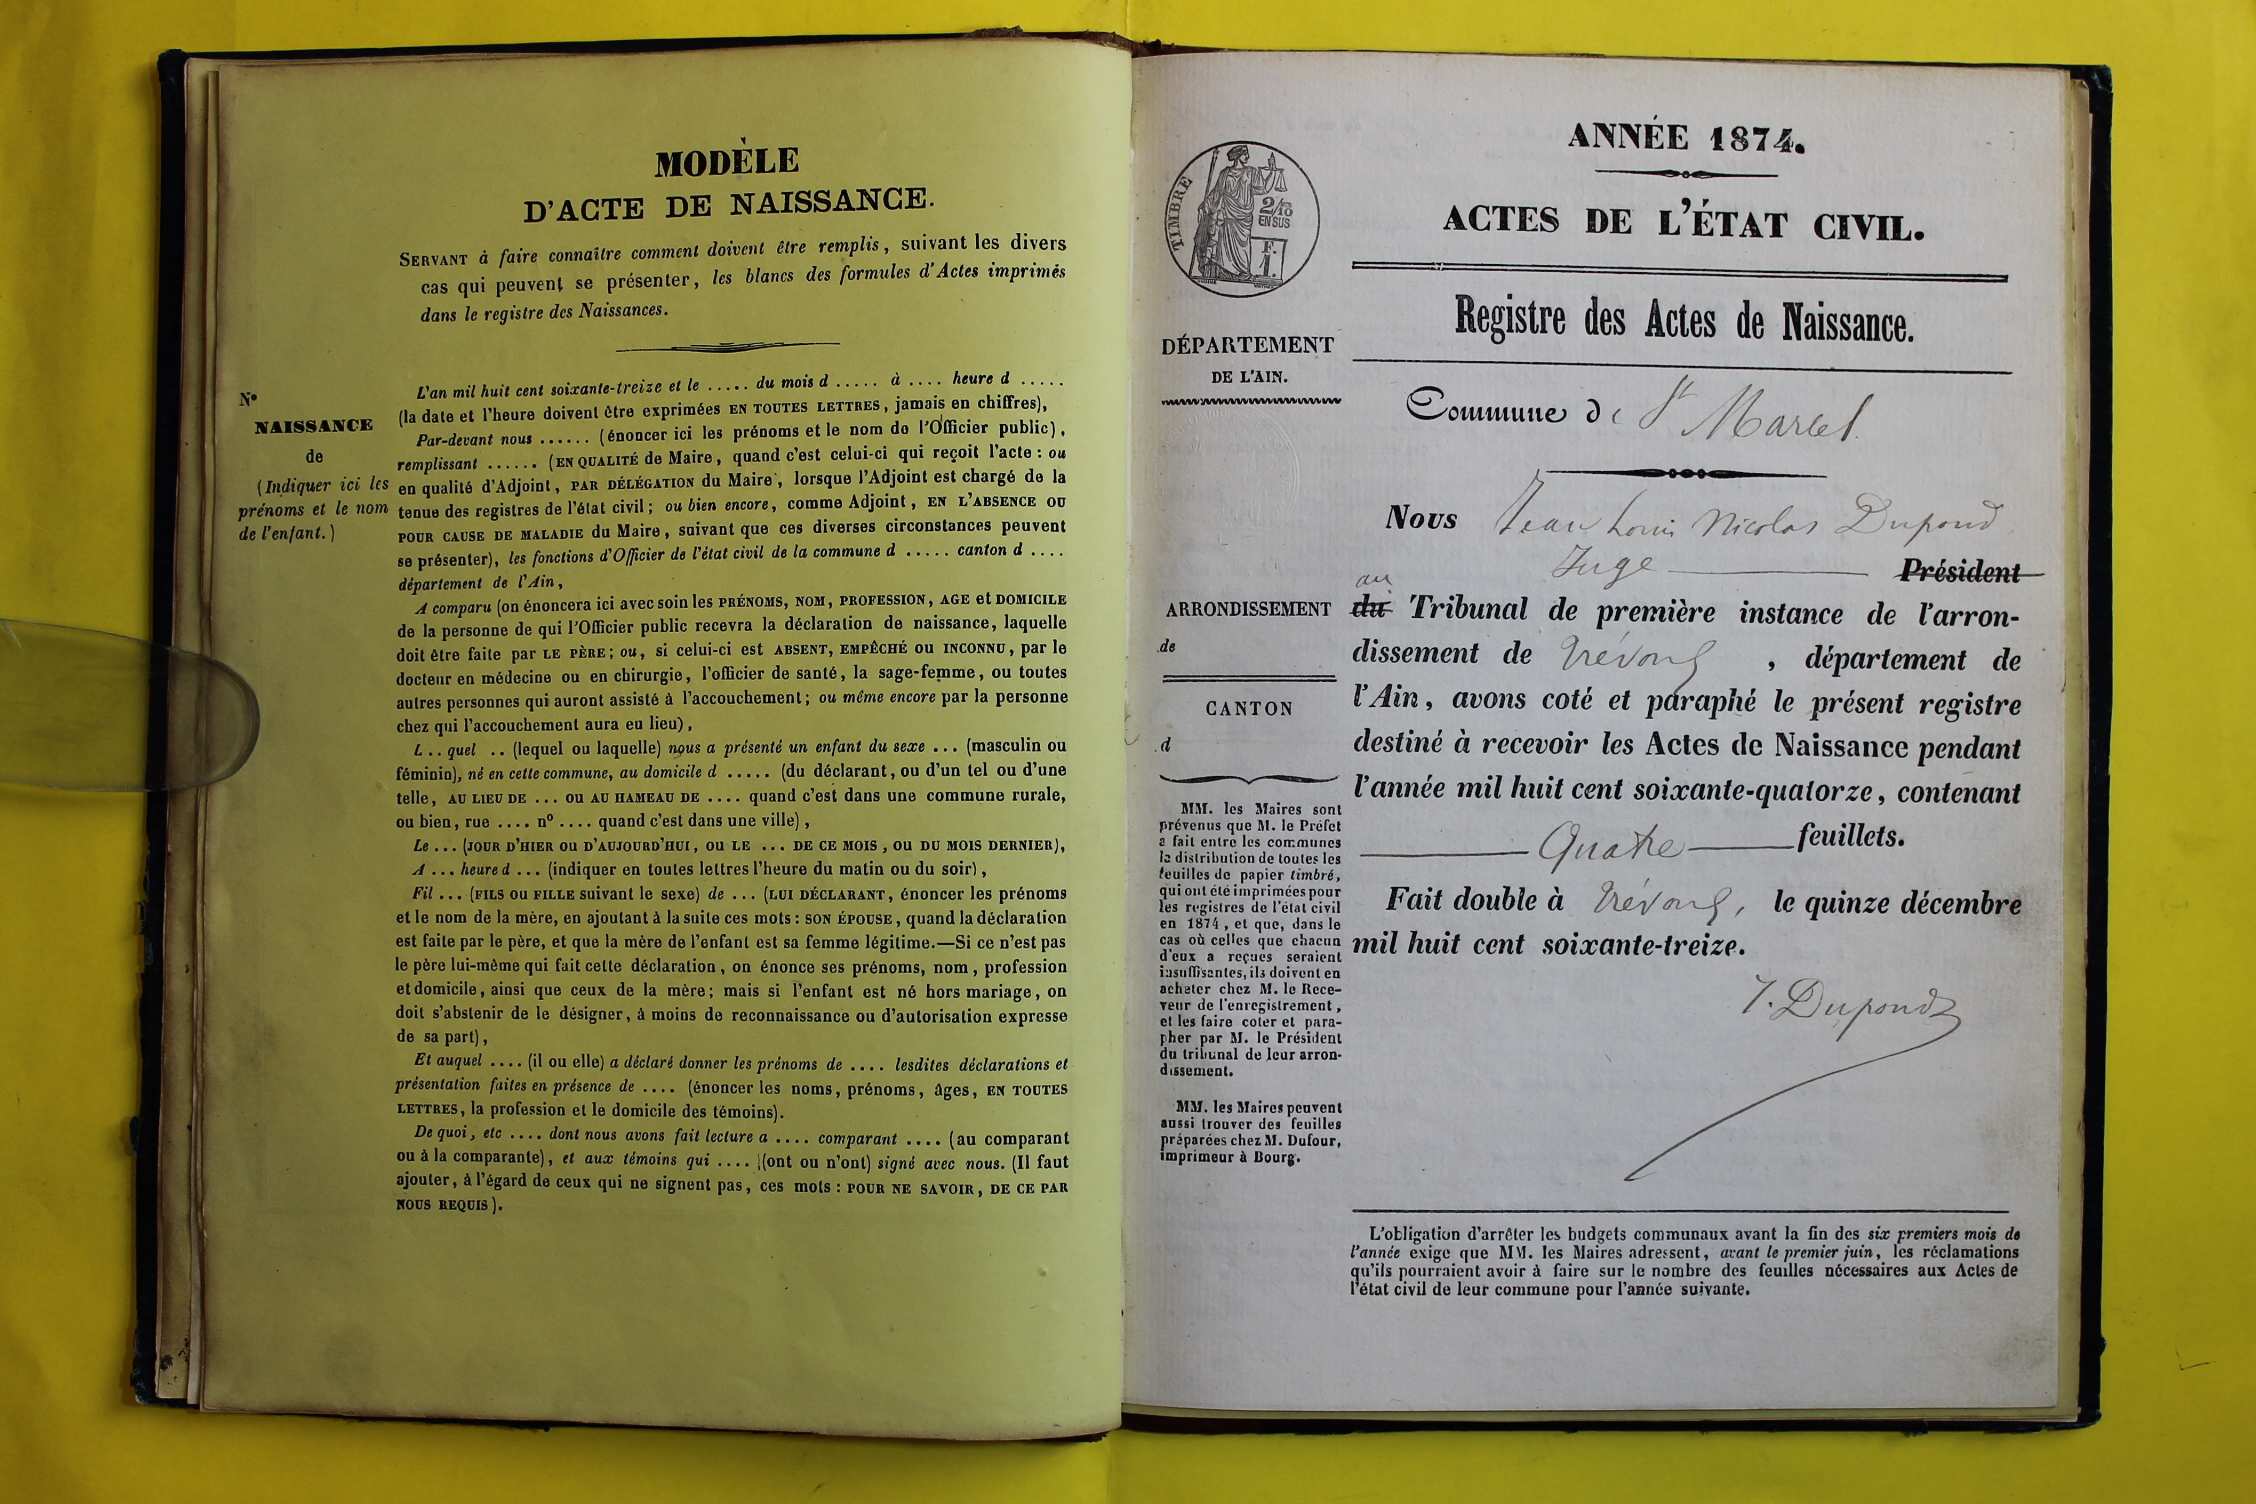 MODÈLE
D'ACTE DE NAISSANCE.
SERVANT à faire connaître comment doivent être remplis, suivant les divers
cas qui peuvent se présenter, les blancs des formules d'Actes imprimés
dans le registre des Naissances.
N°
NAISSANCE
de
(Indiquer ici les
prénoms et le nom
de l'enfant.)
L'an mil huit cent soixante-treize et le ..... du mois d ..... à .... heure d .....
(la date et l'heure doivent être exprimées EN TOUTES LETTRES, jamais en chiffres),
Par-devant nous ...... (énoncer ici les prénoms et le nom de l'Officier public),
remplissant ...... (EN QUALITÉ de Maire, quand c'est celui-ci qui reçoit l'acte : ou
en qualité d'Adjoint, PAR DÉLÉGATION du Maire, lorsque l'Adjoint est chargé de la
tenue des registres de l'état civil ; ou bien encore, comme Adjoint, EN L'ABSENCE OU
POUR CAUSE DE MALADIE du Maire, suivant que ces diverses circonstances peuvent
se présenter), les fonctions d'Officier de l'état civil de la commune d ..... canton d ....
département de l'Ain,
A comparu (on énoncera ici avec soin les PRÉNOMS, NOM, PROFESSION, AGE et DOMICILE
de la personne de qui l'Officier public recevra la déclaration de naissance, laquelle
doit être faite par LE PÈRE ; ou, si celui-ci est ABSENT, EMPÊCHÉ OU INCONNU, par le
docteur en médecine ou en chirurgie, l'officier de santé, la sage-femme, ou toutes
autres personnes qui auront assisté à l'accouchement ; ou même encore par la personne
chez qui l'accouchement aura eu lieu),
L .. quel .. (lequel ou laquelle) nous a présenté un enfant du sexe ... (masculin ou
féminin), né en cette commune, au domicile d ..... (du déclarant, ou d'un tel ou d'une
telle, AU LIEU DE ... OU AU HAMEAU DE .... quand c'est dans une commune rurale,
ou bien, rue .... n° .... quand c'est dans une ville),
Le ... (JOUR D'HIER OU D'AUJOURD'HUI, OU LE ... DE CE MOIS, OU DU MOIS DERNIER),
A ... heure d ... (indiquer en toutes lettres l'heure du matin ou du soir),
Fil ... (FILS OU FILLE suivant le sexe) de ... (LUI DÉCLARANT, énoncer les prénoms
et le nom de la mère, en ajoutant à la suite ces mots : SON ÉPOUSE, quand la déclaration
est faite par le père, et que la mère de l'enfant est sa femme légitime.—Si ce n'est pas
le père lui-même qui fait cette déclaration, on énonce ses prénoms, nom, profession
et domicile, ainsi que ceux de la mère ; mais si l'enfant est né hors mariage, on
doit s'abstenir de le désigner, à moins de reconnaissance ou d'autorisation expresse
de sa part),
Et auquel .... (il ou elle) a déclaré donner les prénoms de .... lesdites déclarations et
présentation faites en présence de .... (énoncer les noms, prénoms, âges, EN TOUTES
LETTRES, la profession et le domicile des témoins).
De quoi, etc .... dont nous avons fait lecture a .... comparant .... (au comparant
ou à la comparante), et aux témoins qui .... (ont ou n'ont) signé avec nous. (Il faut
ajouter, à l'égard de ceux qui ne signent pas, ces mots : POUR NE SAVOIR, DE CE PAR
NOUS REQUIS).
TIMBRE
2/10
EN SUS
F.
1.
ANNÉE 1874.
ACTES DE L'ÉTAT CIVIL.
Registre des Actes de Naissance.
DÉPARTEMENT
DE L'AIN.
Commune de St Marcel
Nous Jean Louis Nicolas Dupond
Juge Président
au
du Tribunal de première instance de l'arron-
dissement de Trévoux, département de
l'Ain, avons coté et paraphé le présent registre
destiné à recevoir les Actes de Naissance pendant
l'année mil huit cent soixante-quatorze, contenant
Quatre feuillets.
Fait double à Trévoux, le quinze décembre
mil huit cent soixante-treize.
J. Dupond
ARRONDISSEMENT
de
CANTON
d
MM. les Maires sont
prévenus que M. le Préfet
a fait entre les communes
la distribution de toutes les
feuilles de papier timbré,
qui ont été imprimées pour
les registres de l'état civil
en 1874, et que, dans le
cas où celles que chacun
d'eux a reçues seraient
insuffisantes, ils doivent en
acheter chez M. le Rece-
veur de l'enregistrement,
et les faire coter et para-
pher par M. le Président
du tribunal de leur arron-
dissement.
MM. les Maires peuvent
aussi trouver des feuilles
préparées chez M. Dufour,
imprimeur à Bourg.
L'obligation d'arrêter les budgets communaux avant la fin des six premiers mois de
l'année exige que MM. les Maires adressent, avant le premier juin, les réclamations
qu'ils pourraient avoir à faire sur le nombre des feuilles nécessaires aux Actes de
l'état civil de leur commune pour l'année suivante.